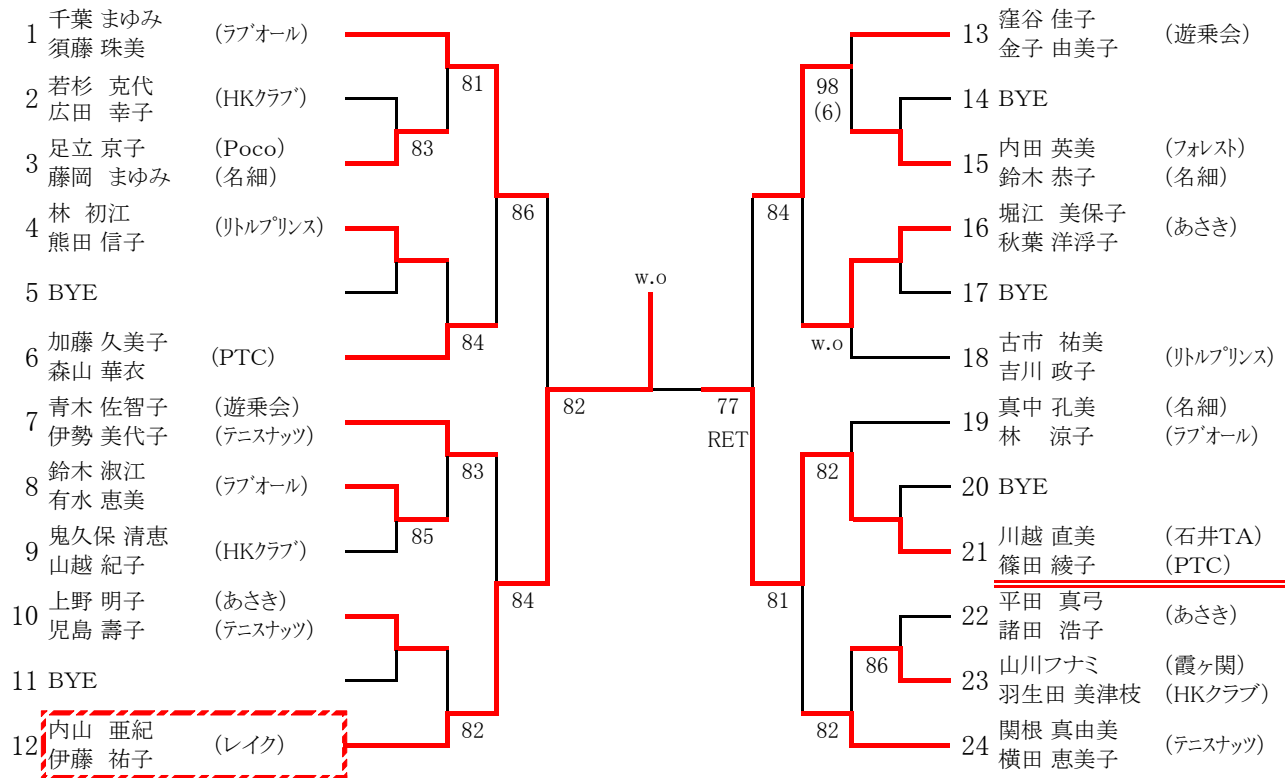 1 千葉 まゆみ (ラブオール)
須藤 珠美
2 若杉 克代 (HKクラブ)
広田 幸子
3 足立 京子 (Poco)
藤岡 まゆみ (名細)
4 林 初江 (リトルプリンス)
熊田 信子
5 BYE
6 加藤 久美子 (PTC)
森山 華衣
7 青木 佐智子 (遊乗会)
伊勢 美代子 (テニスナッツ)
8 鈴木 淑江 (ラブオール)
有水 恵美
9 鬼久保 清恵 (HKクラブ)
山越 紀子
10 上野 明子 (あさき)
児島 壽子 (テニスナッツ)
11 BYE
12 内山 亜紀 (レイク)
伊藤 祐子
81
83
86
84
82
83
85
84
82
w.o
77
RET
98
(6)
84
w.o
82
81
86
82
13 窪谷 佳子 (遊乗会)
金子 由美子
14 BYE
15 内田 英美 (フォレスト)
鈴木 恭子 (名細)
16 堀江 美保子 (あさき)
秋葉 洋浮子
17 BYE
18 古市 祐美 (リトルプリンス)
吉川 政子
19 真中 孔美 (名細)
林 涼子 (ラブオール)
20 BYE
21 川越 直美 (石井TA)
篠田 綾子 (PTC)
22 平田 真弓 (あさき)
諸田 浩子
23 山川フナミ (霞ヶ関)
羽生田 美津枝 (HKクラブ)
24 関根 真由美 (テニスナッツ)
横田 恵美子